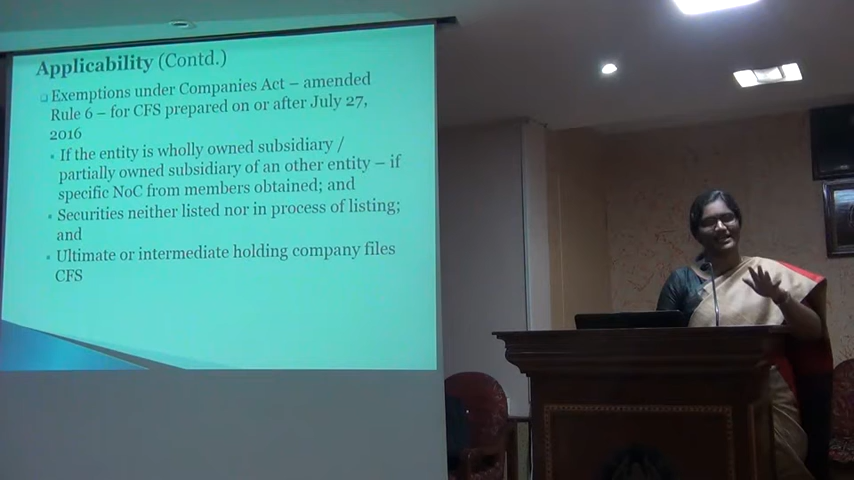 Applicability (Contd.)
Exemptions under Companies Act – amended
Rule 6 – for CFS prepared on or after July 27,
2016
If the entity is wholly owned subsidiary /
partially owned subsidiary of an other entity – if
specific NoC from members obtained; and
Securities neither listed nor in process of listing;
and
Ultimate or intermediate holding company files
CFS